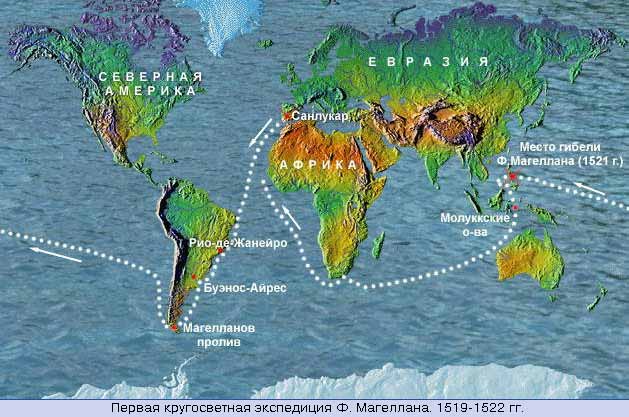 СЕВЕРНАЯ
АМЕРИКА
ЕВРАЗИЯ
Санлукар
АФРИКА
Место гибели
Ф.Магеллана (1521 г.)
Молуккские
о-ва
Рио-де-Жанейро
Буэнос-Айрес
Магелланов
пролив
Первая кругосветная экспедиция Ф. Магеллана. 1519-1522 гг.